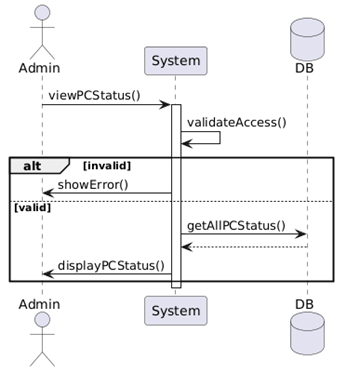 Admin
System
DB
viewPCStatus()
validateAccess()
alt [invalid]
showError()
[valid]
getAllPCStatus()
displayPCStatus()
Admin
System
DB